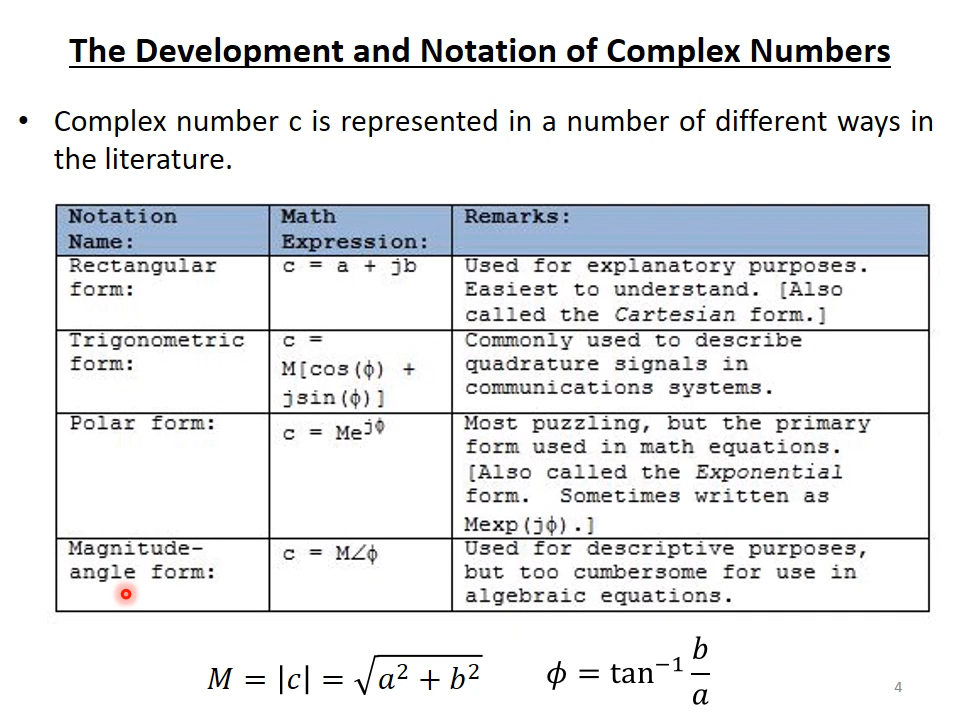 The Development and Notation of Complex Numbers
• Complex number c is represented in a number of different ways in
the literature.
Notation Name: | Math Expression: | Remarks:
Rectangular form: | c = a + jb | Used for explanatory purposes. Easiest to understand. [Also called the Cartesian form.]
Trigonometric form: | c = M[cos(ϕ) + jsin(ϕ)] | Commonly used to describe quadrature signals in communications systems.
Polar form: | c = Me^jϕ | Most puzzling, but the primary form used in math equations. [Also called the Exponential form. Sometimes written as Mexp(jϕ).]
Magnitude-angle form: | c = M∠ϕ | Used for descriptive purposes, but too cumbersome for use in algebraic equations.
M = |c| = √(a² + b²) ϕ = tan⁻¹ b/a
4